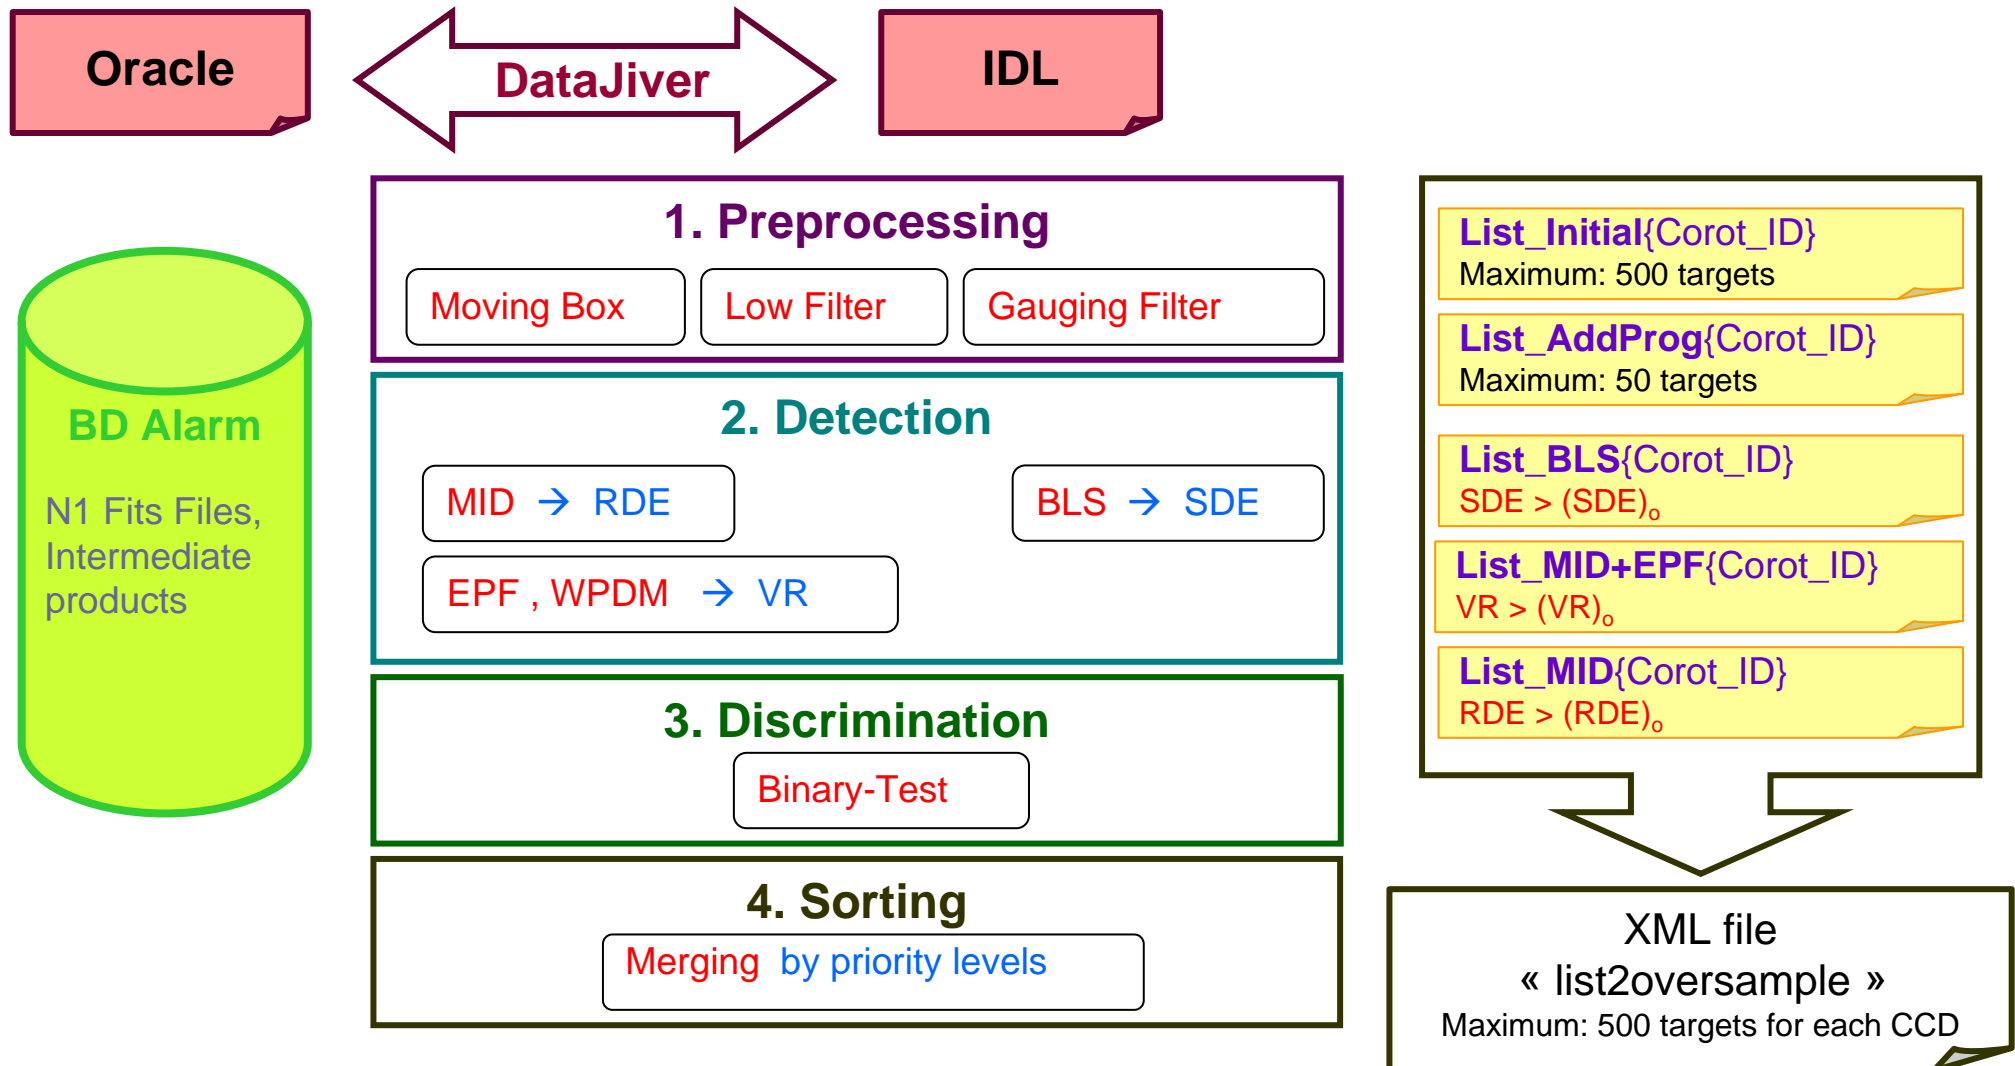 Oracle
DataJiver
IDL
1. Preprocessing
Moving Box
Low Filter
Gauging Filter
BD Alarm
N1 Fits Files,
Intermediate
products
2. Detection
MID → RDE
BLS → SDE
EPF , WPDM → VR
3. Discrimination
Binary-Test
4. Sorting
Merging by priority levels
List_Initial{Corot_ID}
Maximum: 500 targets
List_AddProg{Corot_ID}
Maximum: 50 targets
List_BLS{Corot_ID}
SDE > (SDE)o
List_MID+EPF{Corot_ID}
VR > (VR)o
List_MID{Corot_ID}
RDE > (RDE)o
XML file
« list2oversample »
Maximum: 500 targets for each CCD